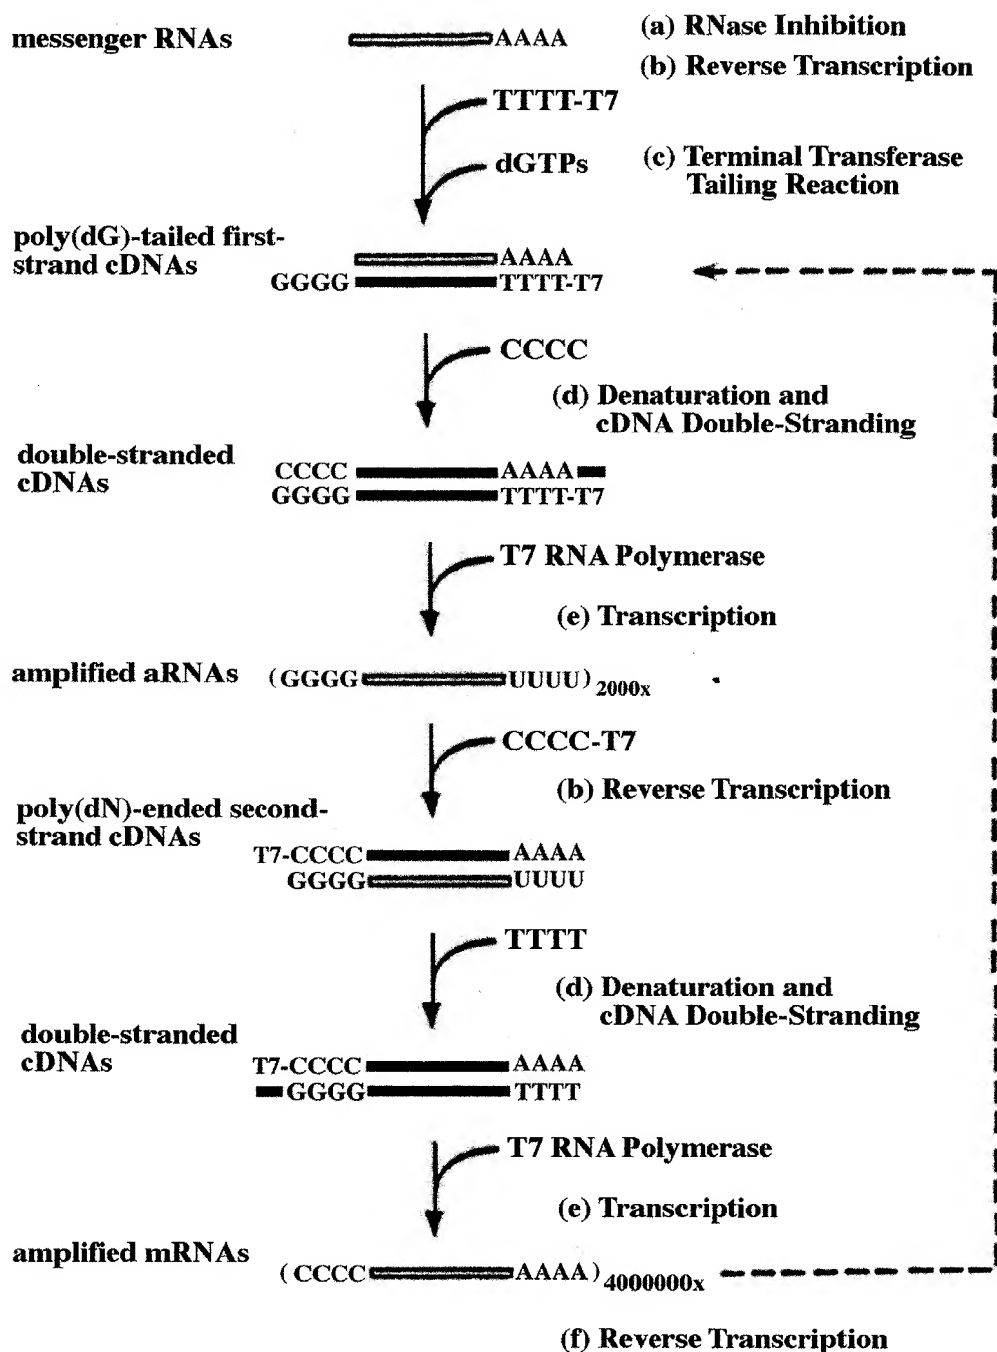 messenger RNAs
AAAA
(a) RNase Inhibition
(b) Reverse Transcription
TTTT-T7
dGTPs
(c) Terminal Transferase
Tailing Reaction
poly(dG)-tailed first-
strand cDNAs
AAAA
GGGG TTTT-T7
CCCC
(d) Denaturation and
cDNA Double-Stranding
double-stranded
cDNAs
CCCC AAAA
GGGG TTTT-T7
T7 RNA Polymerase
(e) Transcription
amplified aRNAs
(GGGG UUUU)2000x
CCCC-T7
(b) Reverse Transcription
poly(dN)-ended second-
strand cDNAs
T7-CCCC AAAA
GGGG UUUU
TTTT
(d) Denaturation and
cDNA Double-Stranding
double-stranded
cDNAs
T7-CCCC AAAA
GGGG TTTT
T7 RNA Polymerase
(e) Transcription
amplified mRNAs
(CCCC AAAA)4000000x
(f) Reverse Transcription